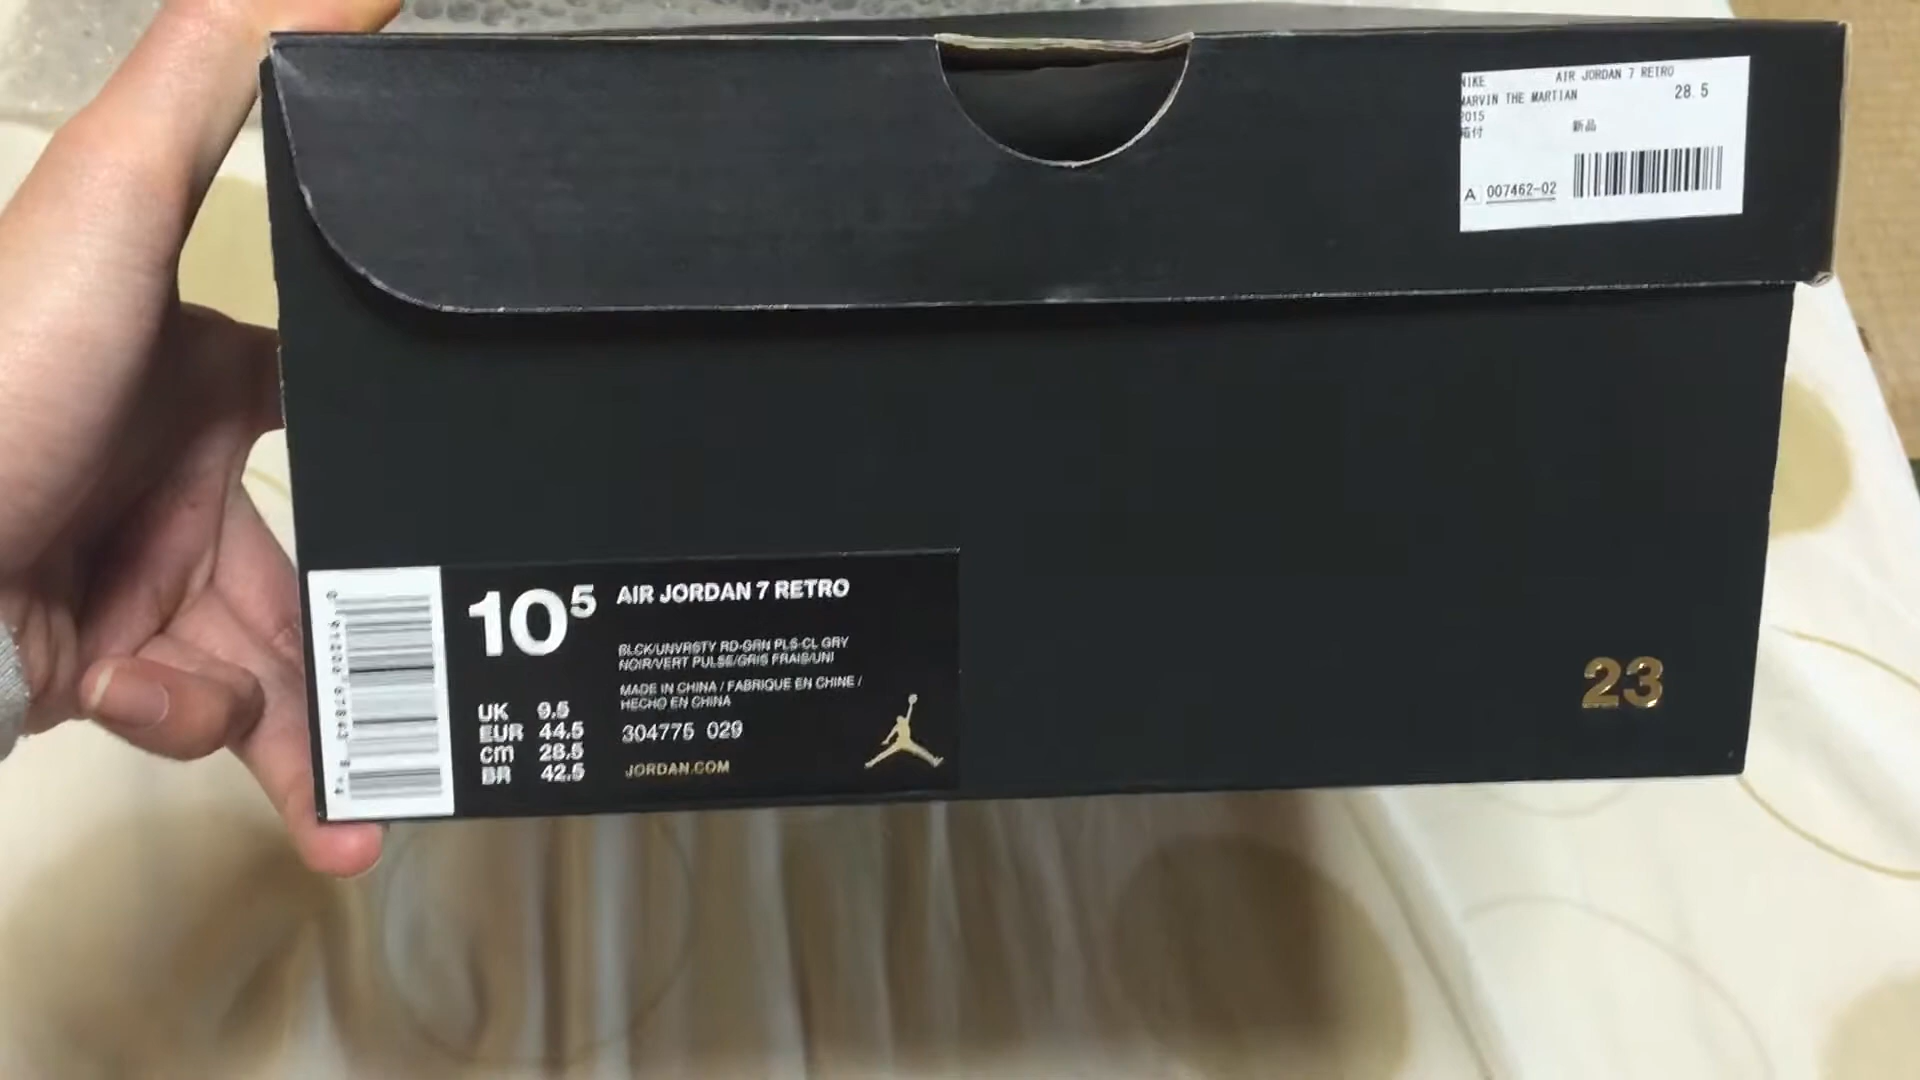 NIKE AIR JORDAN 7 RETRO
MARVIN THE MARTIAN 28.5
2015
箱付 新品
A 007462-02
10⁵ AIR JORDAN 7 RETRO
BLCK/UNVRSTY RD-GRN PLS-CL GRY
NOIR/VERT PULSE/GRIS FRAIS/UNI
MADE IN CHINA / FABRIQUE EN CHINE /
HECHO EN CHINA
UK 9.5
EUR 44.5
cm 28.5
BR 42.5
304775 029
JORDAN.COM
23